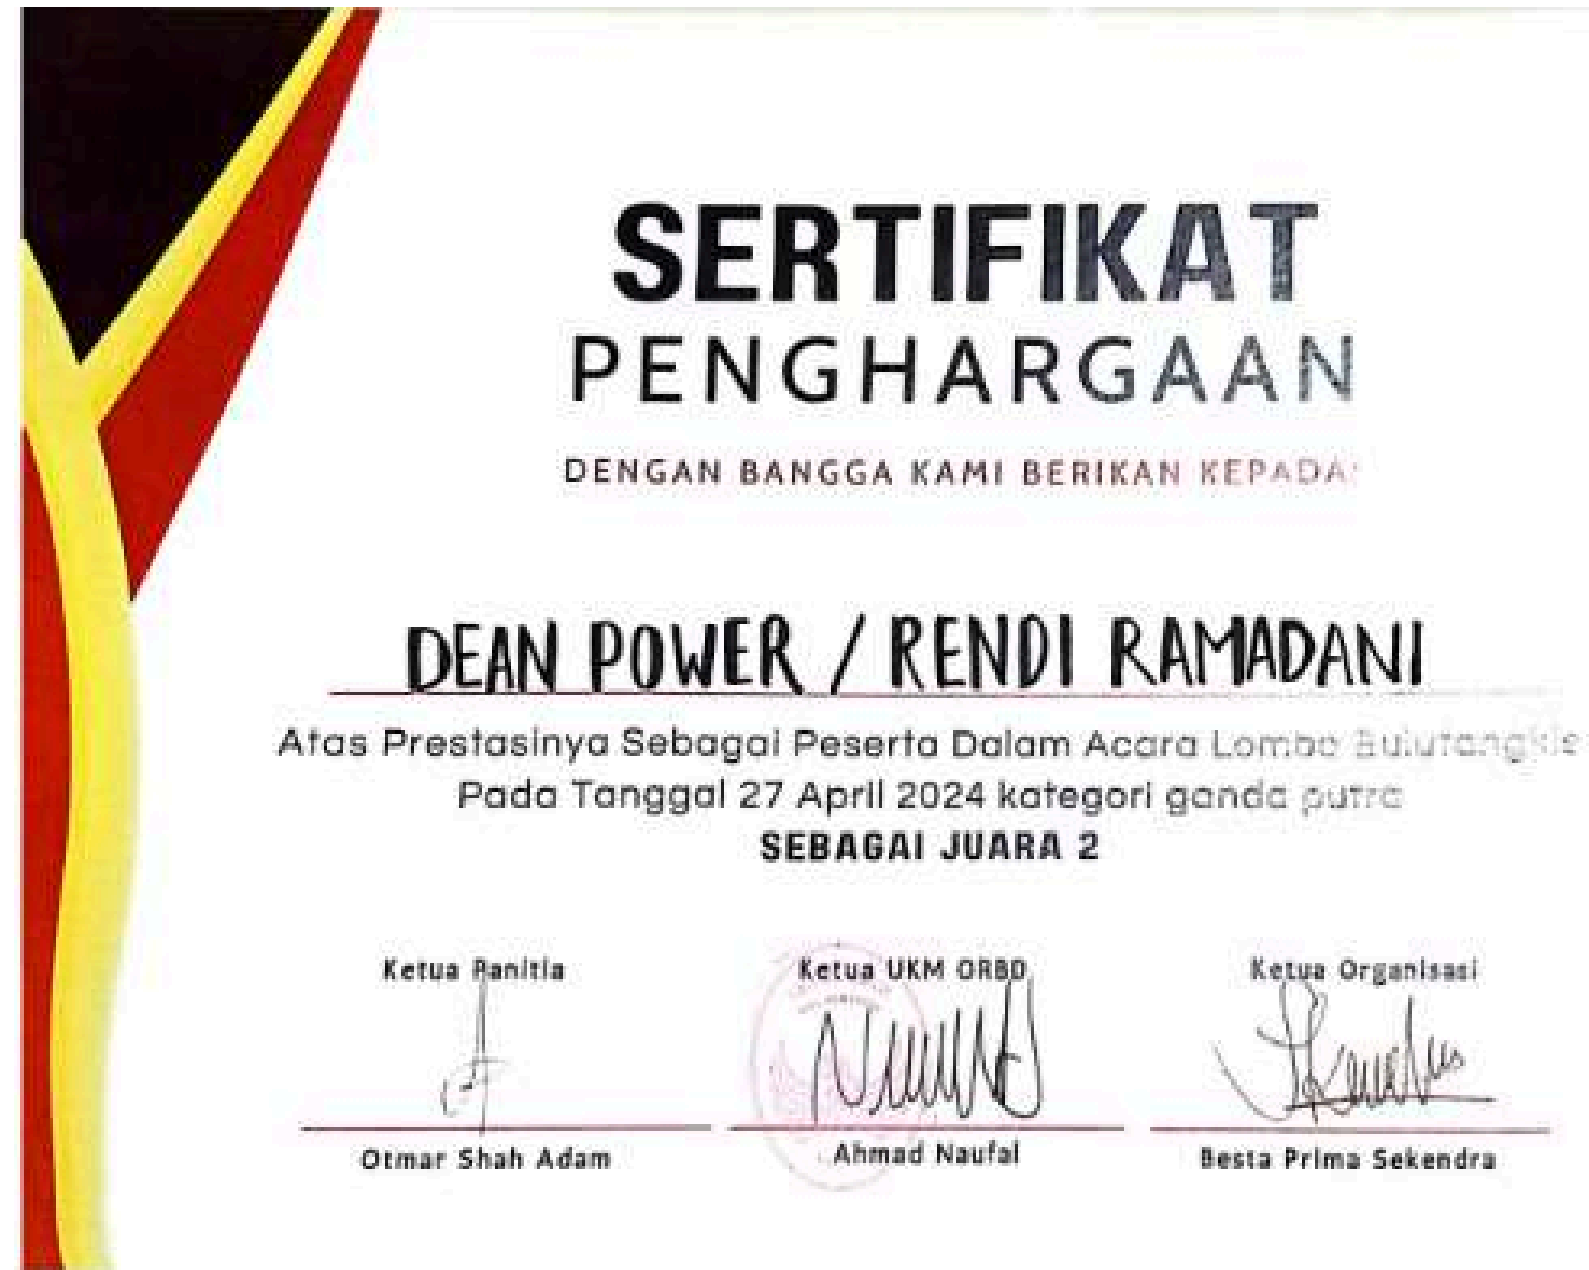 SERTIFIKAT
PENGHARGAAN
DENGAN BANGGA KAMI BERIKAN KEPADA:
DEAN POWER / RENDI RAMADANI
Atas Prestasinya Sebagai Peserta Dalam Acara Lomba Bulutangkis
Pada Tanggal 27 April 2024 kategori ganda putra
SEBAGAI JUARA 2
Ketua Panitia Ketua UKM ORBD Ketua Organisasi
Otmar Shah Adam Ahmad Naufal Besta Prima Sekendra